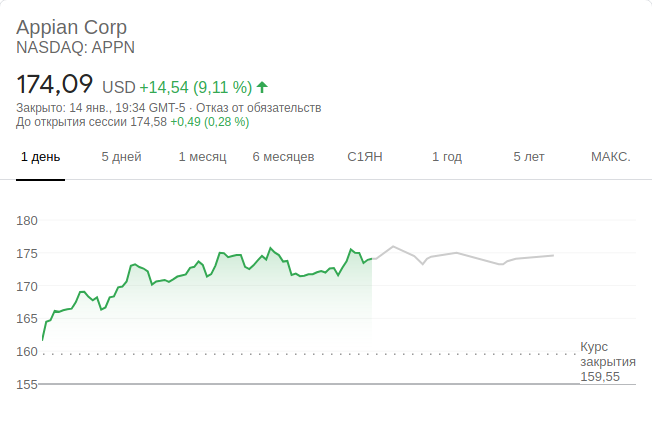 Appian Corp
NASDAQ: APPN
174,09 USD +14,54 (9,11 %)
Закрыто: 14 янв., 19:34 GMT-5 · Отказ от обязательств
До открытия сессии 174,58 +0,49 (0,28 %)
1 день 5 дней 1 месяц 6 месяцев С1ЯН 1 год 5 лет МАКС.
180
175
170
165
160
Курс
закрытия
159,55
155